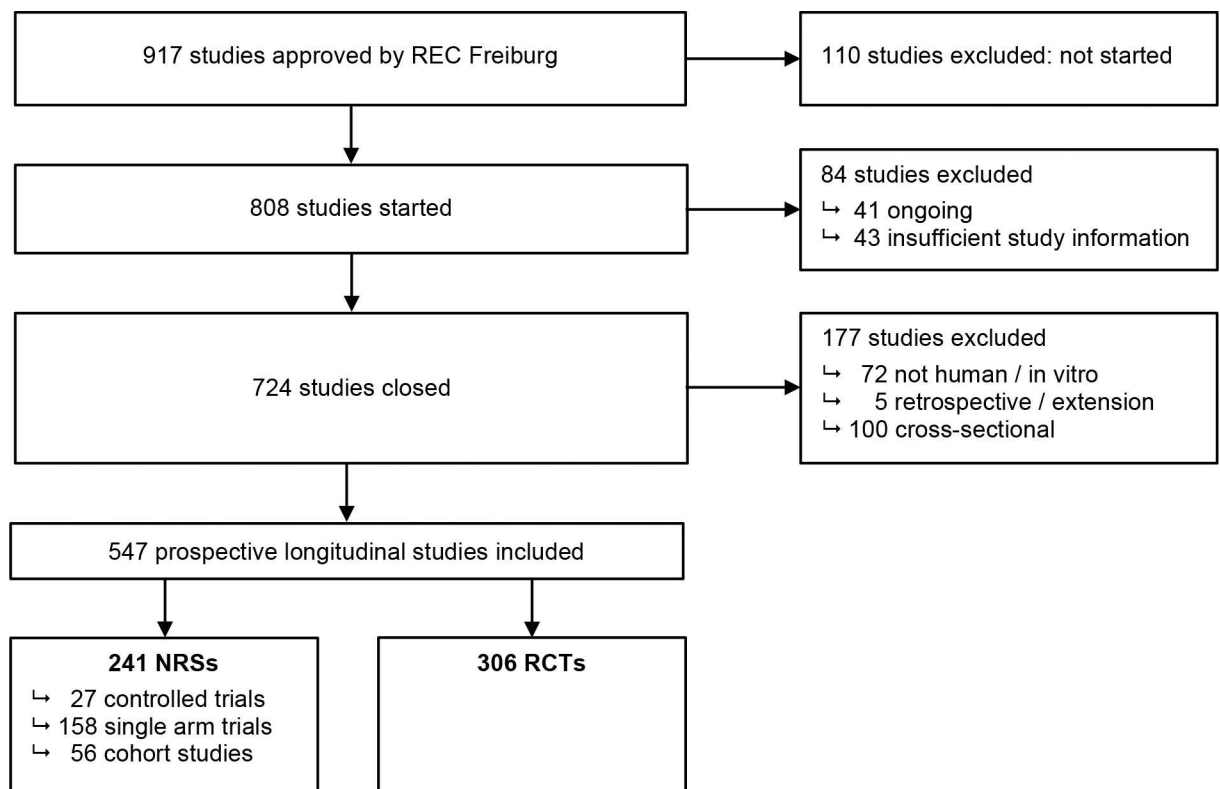 917 studies approved by REC Freiburg
110 studies excluded: not started
808 studies started
84 studies excluded
↳ 41 ongoing
↳ 43 insufficient study information
724 studies closed
177 studies excluded
↳ 72 not human / in vitro
↳ 5 retrospective / extension
↳ 100 cross-sectional
547 prospective longitudinal studies included
241 NRSs
↳ 27 controlled trials
↳ 158 single arm trials
↳ 56 cohort studies
306 RCTs